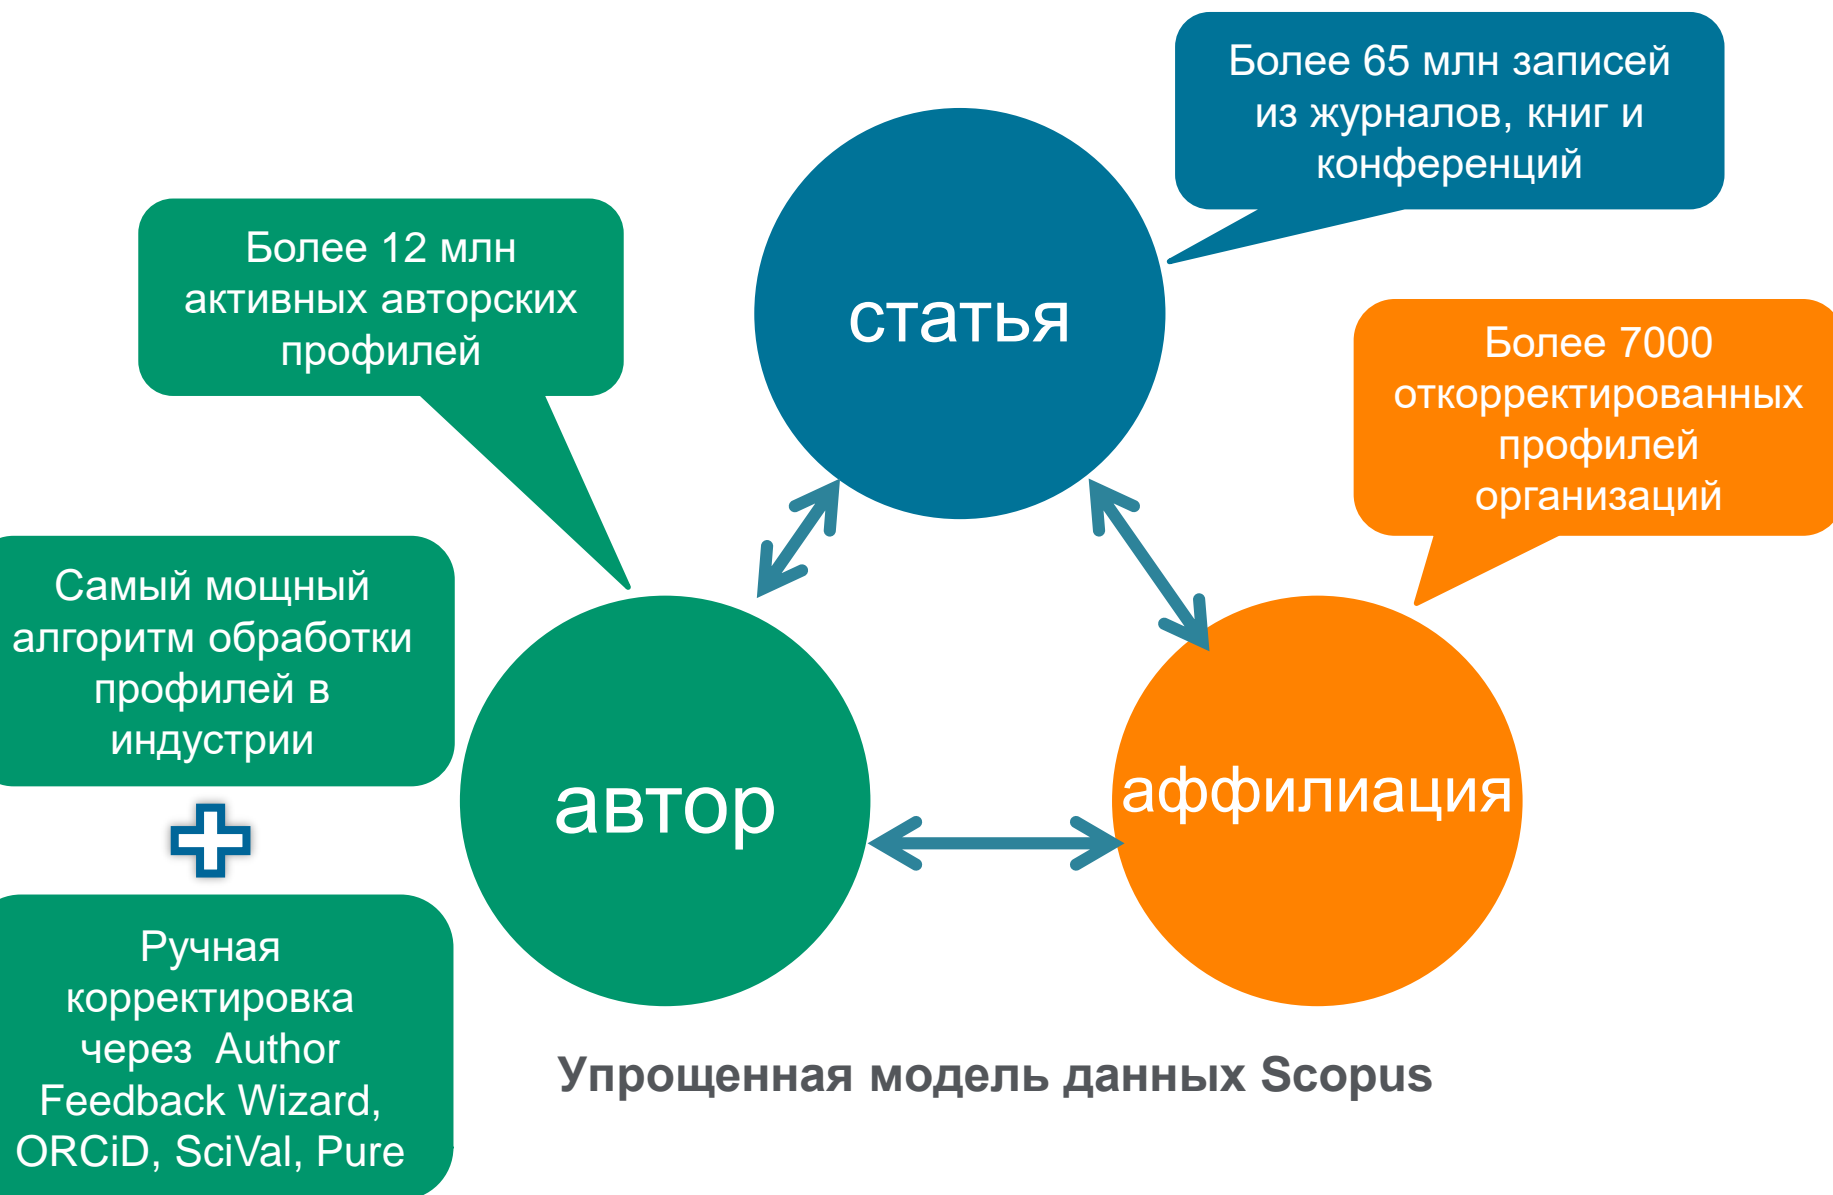 Более 65 млн записей
из журналов, книг и
конференций
Более 12 млн
активных авторских
профилей
статья
Более 7000
откорректированных
профилей
организаций
Самый мощный
алгоритм обработки
профилей в
индустрии
автор
аффилиация
Ручная
корректировка
через Author
Feedback Wizard,
ORCiD, SciVal, Pure
Упрощенная модель данных Scopus